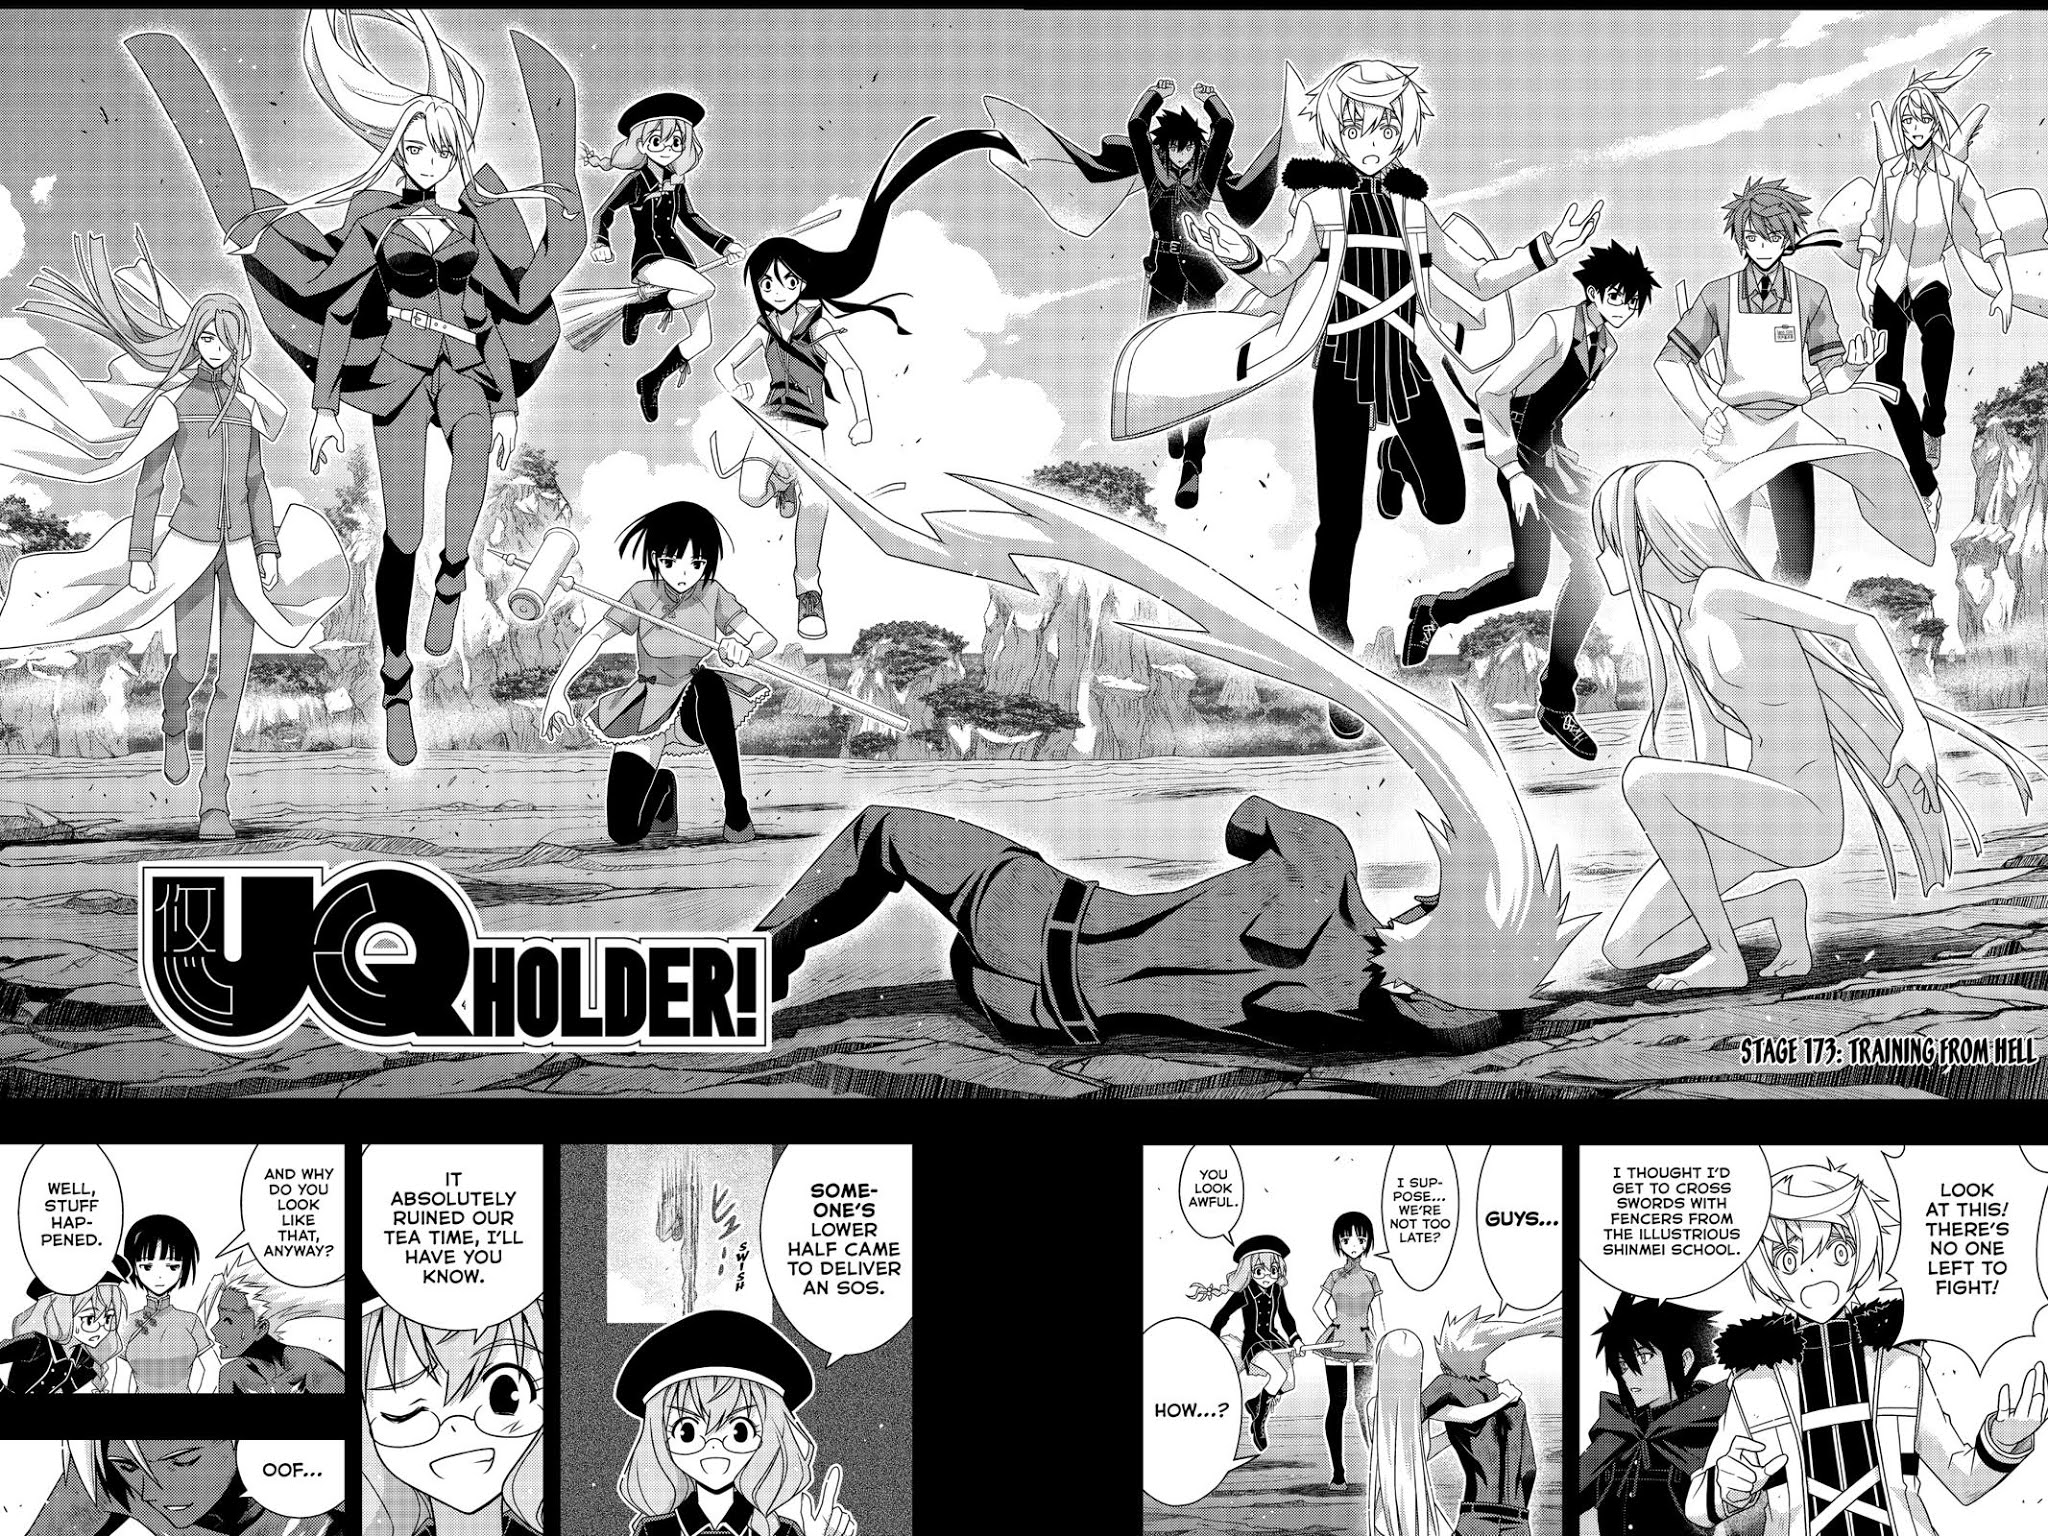 悠
UQ HOLDER!
STAGE 173: TRAINING FROM HELL
LOOK
AT THIS!
THERE'S
NO ONE
LEFT TO
FIGHT!
I THOUGHT I'D
GET TO CROSS
SWORDS WITH
FENCERS FROM
THE ILLUSTRIOUS
SHINMEI SCHOOL.
GUYS...
I SUP-
POSE...
WE'RE
NOT TOO
LATE?
YOU
LOOK
AWFUL.
HOW...?
SOME-
ONE'S
LOWER
HALF CAME
TO DELIVER
AN SOS.
SWISH
IT
ABSOLUTELY
RUINED OUR
TEA TIME, I'LL
HAVE YOU
KNOW.
AND WHY
DO YOU
LOOK
LIKE
THAT,
ANYWAY?
WELL,
STUFF
HAP-
PENED.
OOF...